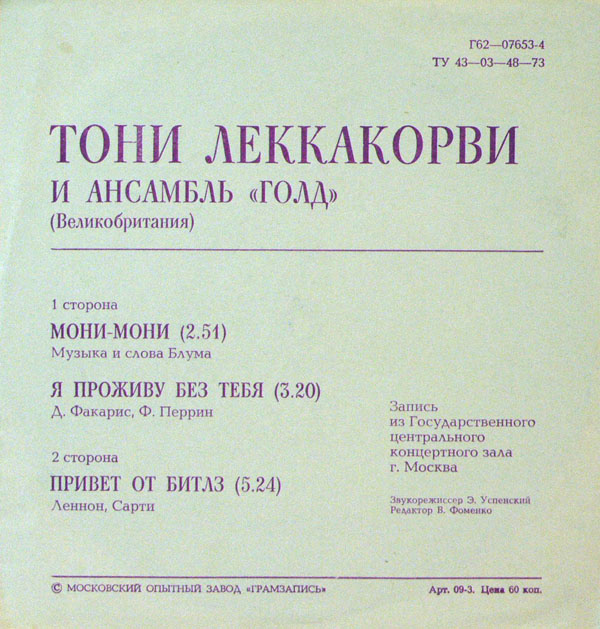 Г62—07653-4
ТУ 43—03—48—73
ТОНИ ЛЕККАКОРВИ
И АНСАМБЛЬ «ГОЛД»
(Великобритания)
1 сторона
МОНИ-МОНИ (2.51)
Музыка и слова Блума
Я ПРОЖИВУ БЕЗ ТЕБЯ (3.20)
Д. Факарис, Ф. Перрин
2 сторона
ПРИВЕТ ОТ БИТЛЗ (5.24)
Леннон, Сарти
Запись
из Государственного
центрального
концертного зала
г. Москва
Звукорежиссер Э. Успенский
Редактор В. Фоменко
© МОСКОВСКИЙ ОПЫТНЫЙ ЗАВОД «ГРАМЗАПИСЬ»
Арт. 09-3. Цена 60 коп.